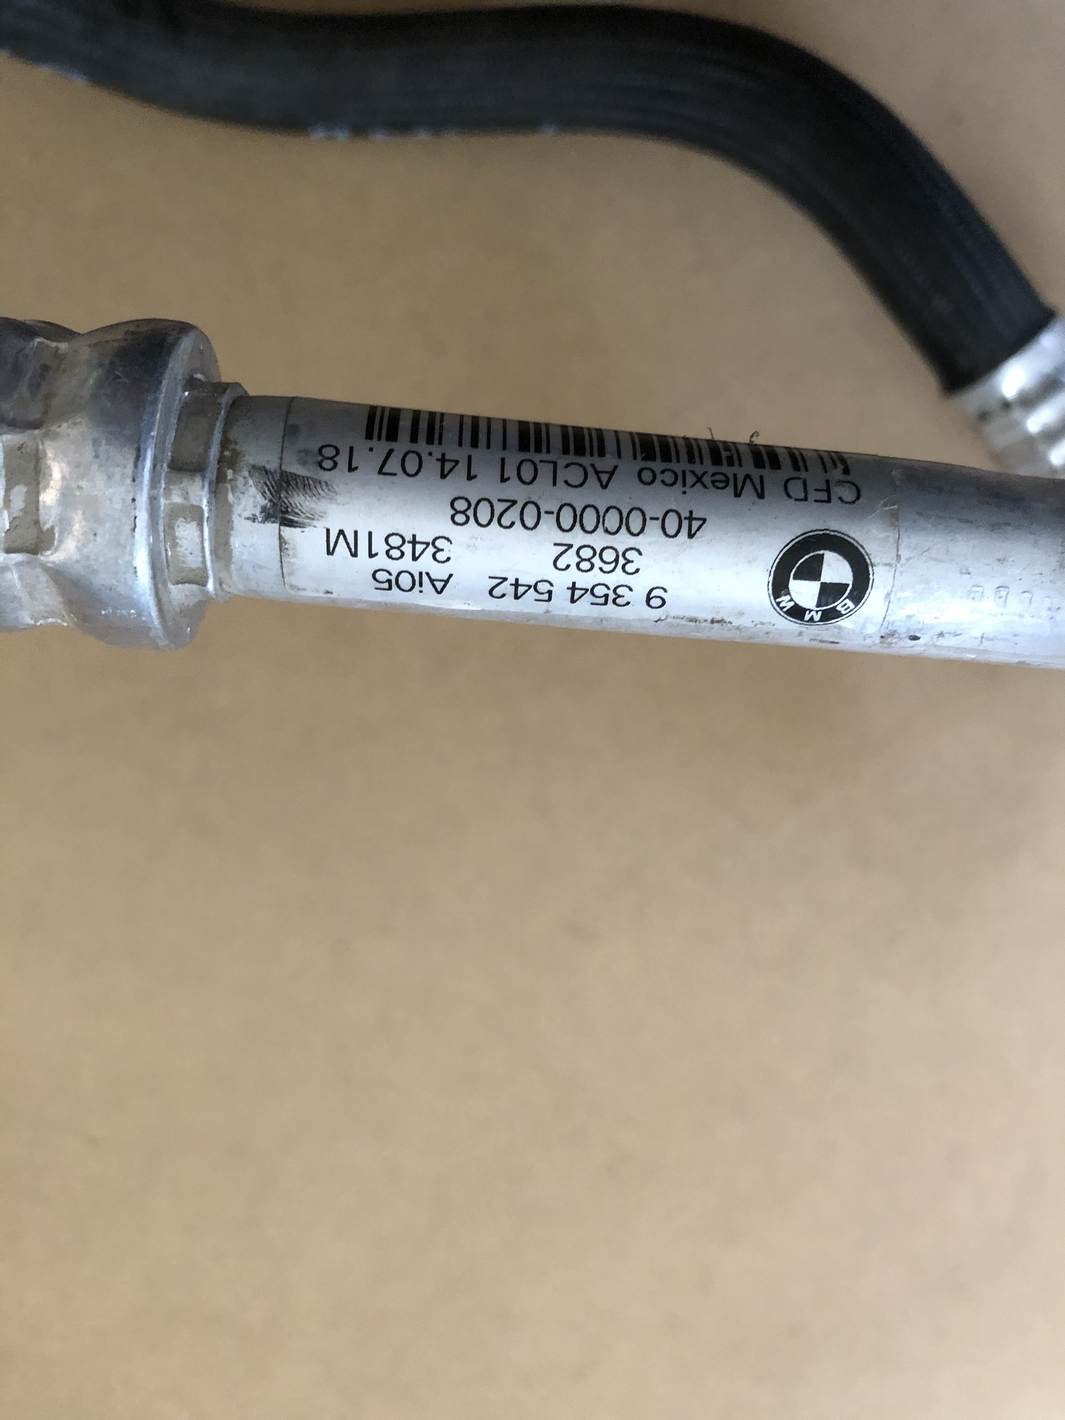 BMW
9 354 542 Ai05
3682 3481M
40-0000-0208
CFD Mexico ACL01 14.07.18